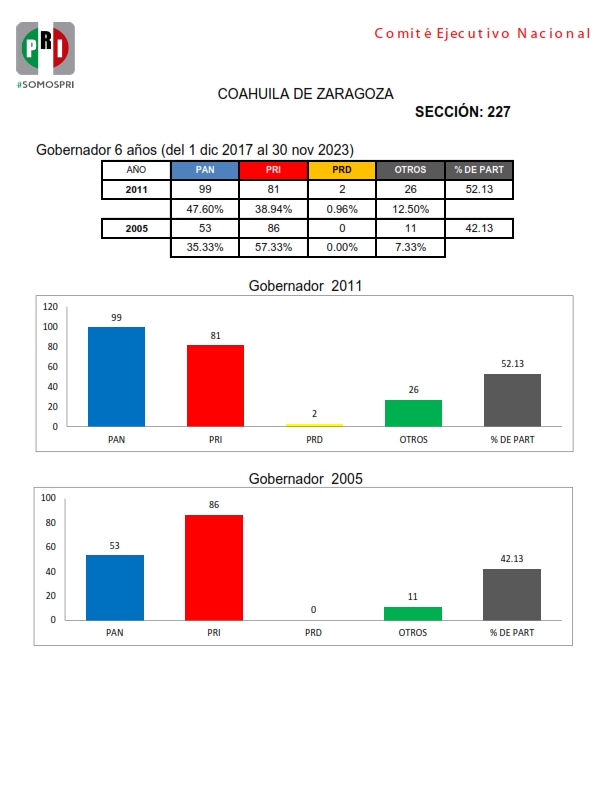 PRI
#SOMOSPRI
Comité Ejecutivo Nacional
COAHUILA DE ZARAGOZA
SECCIÓN: 227
Gobernador 6 años (del 1 dic 2017 al 30 nov 2023)
AÑO PAN PRI PRD OTROS % DE PART
2011 99 81 2 26 52.13
47.60% 38.94% 0.96% 12.50%
2005 53 86 0 11 42.13
35.33% 57.33% 0.00% 7.33%
Gobernador 2011
120
100
80
60
40
20
0
99
81
2
26
52.13
PAN PRI PRD OTROS % DE PART
Gobernador 2005
100
80
60
40
20
0
53
86
0
11
42.13
PAN PRI PRD OTROS % DE PART